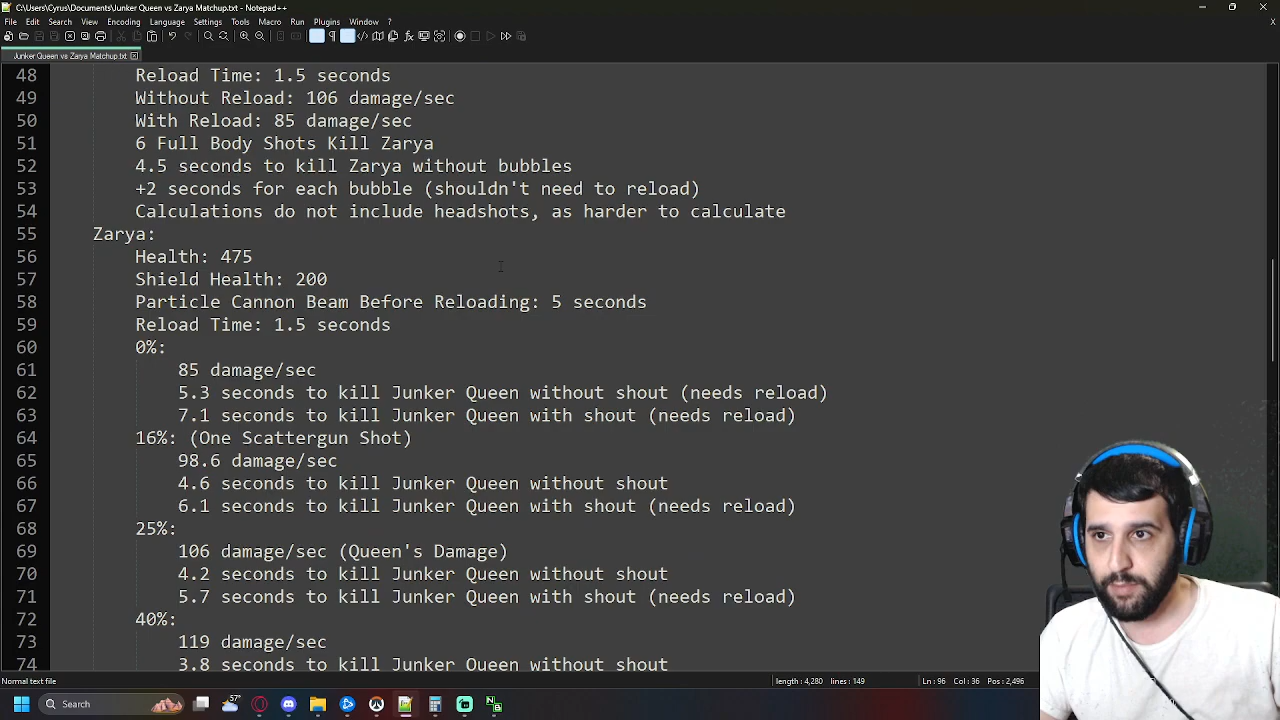 C:\Users\Cyrus\Documents\Junker Queen vs Zarya Matchup.txt - Notepad++
File Edit Search View Encoding Language Settings Tools Macro Run Plugins Window ?
Junker Queen vs Zarya Matchup.txt
48 Reload Time: 1.5 seconds
49 Without Reload: 106 damage/sec
50 With Reload: 85 damage/sec
51 6 Full Body Shots Kill Zarya
52 4.5 seconds to kill Zarya without bubbles
53 +2 seconds for each bubble (shouldn't need to reload)
54 Calculations do not include headshots, as harder to calculate
55 Zarya:
56 Health: 475
57 Shield Health: 200
58 Particle Cannon Beam Before Reloading: 5 seconds
59 Reload Time: 1.5 seconds
60 0%:
61 85 damage/sec
62 5.3 seconds to kill Junker Queen without shout (needs reload)
63 7.1 seconds to kill Junker Queen with shout (needs reload)
64 16%: (One Scattergun Shot)
65 98.6 damage/sec
66 4.6 seconds to kill Junker Queen without shout
67 6.1 seconds to kill Junker Queen with shout (needs reload)
68 25%:
69 106 damage/sec (Queen's Damage)
70 4.2 seconds to kill Junker Queen without shout
71 5.7 seconds to kill Junker Queen with shout (needs reload)
72 40%:
73 119 damage/sec
74 3.8 seconds to kill Junker Queen without shout
Normal text file length : 4,280 lines : 149 Ln : 96 Col : 36 Pos : 2,496
Search 57°